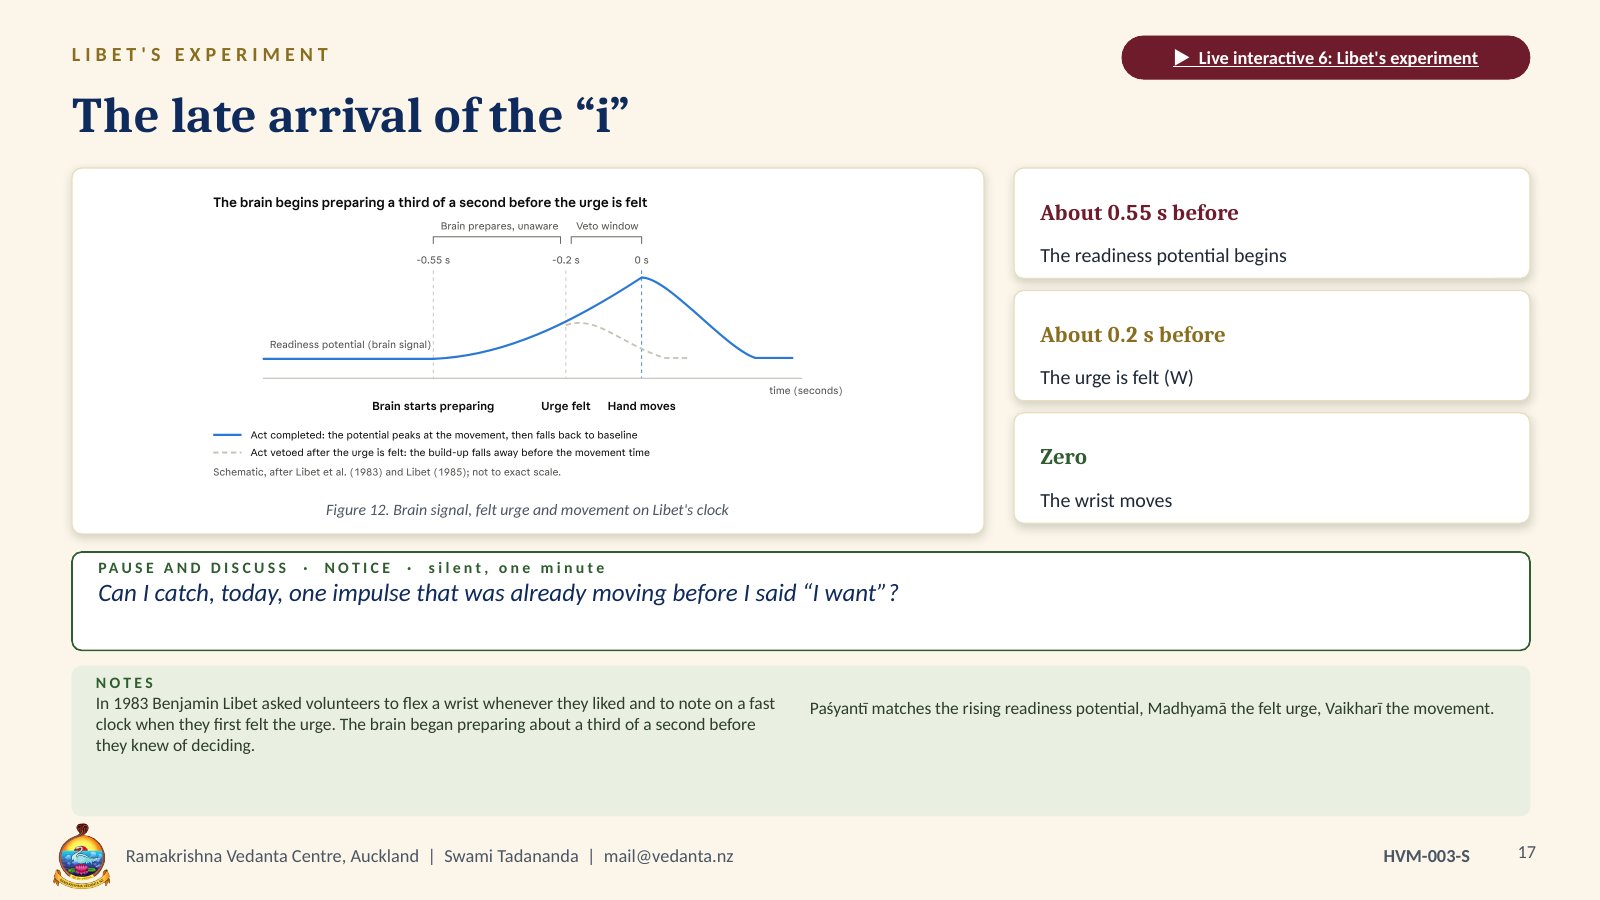 LIBET'S EXPERIMENT
▶ Live interactive 6: Libet's experiment
The late arrival of the “i”
The brain begins preparing a third of a second before the urge is felt
Brain prepares, unaware
Veto window
-0.55 s
-0.2 s
0 s
Readiness potential (brain signal)
time (seconds)
Brain starts preparing
Urge felt
Hand moves
Act completed: the potential peaks at the movement, then falls back to baseline
Act vetoed after the urge is felt: the build-up falls away before the movement time
Schematic, after Libet et al. (1983) and Libet (1985); not to exact scale.
Figure 12. Brain signal, felt urge and movement on Libet's clock
About 0.55 s before
The readiness potential begins
About 0.2 s before
The urge is felt (W)
Zero
The wrist moves
PAUSE AND DISCUSS · NOTICE · silent, one minute
Can I catch, today, one impulse that was already moving before I said “I want”?
NOTES
In 1983 Benjamin Libet asked volunteers to flex a wrist whenever they liked and to note on a fast
clock when they first felt the urge. The brain began preparing about a third of a second before
they knew of deciding.
Paśyantī matches the rising readiness potential, Madhyamā the felt urge, Vaikharī the movement.
Ramakrishna Vedanta Centre, Auckland | Swami Tadananda | mail@vedanta.nz
HVM-003-S
17